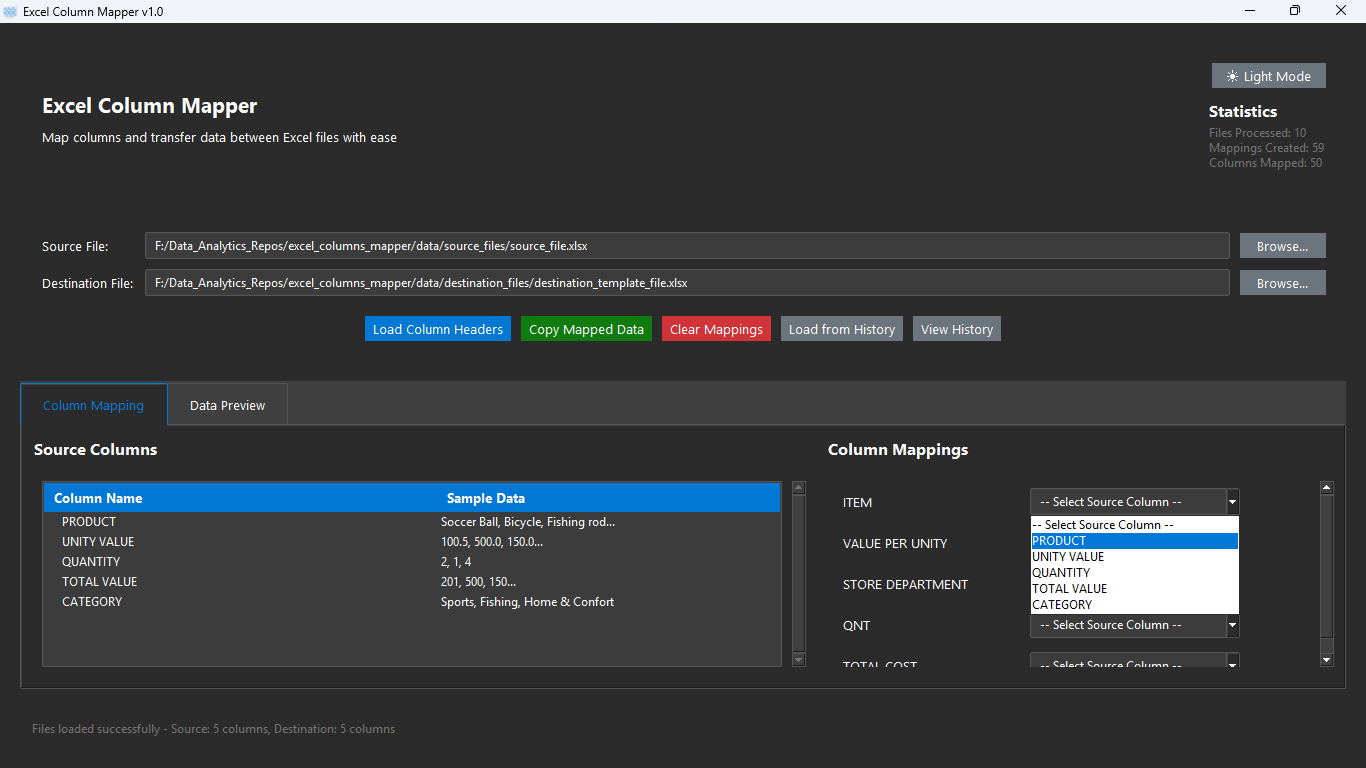 Excel Column Mapper v1.0
☀ Light Mode
Excel Column Mapper
Map columns and transfer data between Excel files with ease
Statistics
Files Processed: 10
Mappings Created: 59
Columns Mapped: 50
Source File: F:/Data_Analytics_Repos/excel_columns_mapper/data/source_files/source_file.xlsx Browse...
Destination File: F:/Data_Analytics_Repos/excel_columns_mapper/data/destination_files/destination_template_file.xlsx Browse...
Load Column Headers Copy Mapped Data Clear Mappings Load from History View History
Column Mapping Data Preview
Source Columns
Column Name Sample Data
PRODUCT Soccer Ball, Bicycle, Fishing rod...
UNITY VALUE 100.5, 500.0, 150.0...
QUANTITY 2, 1, 4
TOTAL VALUE 201, 500, 150...
CATEGORY Sports, Fishing, Home & Confort
Column Mappings
ITEM -- Select Source Column --
-- Select Source Column --
PRODUCT
UNITY VALUE
QUANTITY
TOTAL VALUE
CATEGORY
VALUE PER UNITY
STORE DEPARTMENT
QNT -- Select Source Column --
TOTAL COST -- Select Source Column --
Files loaded successfully - Source: 5 columns, Destination: 5 columns